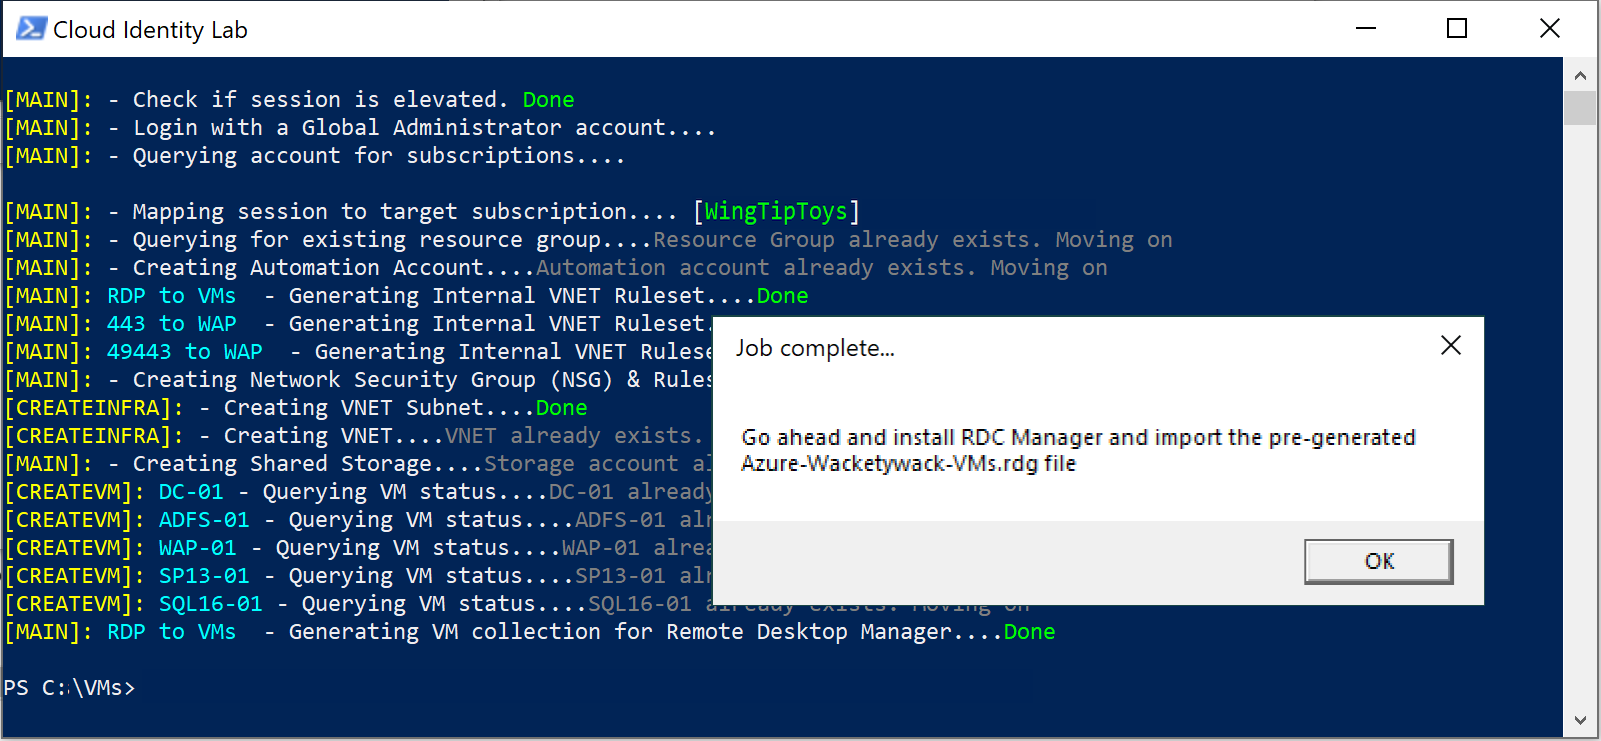 Cloud Identity Lab
[MAIN]: - Check if session is elevated. Done
[MAIN]: - Login with a Global Administrator account....
[MAIN]: - Querying account for subscriptions....
[MAIN]: - Mapping session to target subscription.... [WingTipToys]
[MAIN]: - Querying for existing resource group....Resource Group already exists. Moving on
[MAIN]: - Creating Automation Account....Automation account already exists. Moving on
[MAIN]: RDP to VMs - Generating Internal VNET Ruleset....Done
[MAIN]: 443 to WAP - Generating Internal VNET Ruleset.
[MAIN]: 49443 to WAP - Generating Internal VNET Rulese
[MAIN]: - Creating Network Security Group (NSG) & Rules
[CREATEINFRA]: - Creating VNET Subnet....Done
[CREATEINFRA]: - Creating VNET....VNET already exists.
[MAIN]: - Creating Shared Storage....Storage account al
[CREATEVM]: DC-01 - Querying VM status....DC-01 already
[CREATEVM]: ADFS-01 - Querying VM status....ADFS-01 alr
[CREATEVM]: WAP-01 - Querying VM status....WAP-01 alrea
[CREATEVM]: SP13-01 - Querying VM status....SP13-01 alr
[CREATEVM]: SQL16-01 - Querying VM status....SQL16-01 already exists. Moving on
[MAIN]: RDP to VMs - Generating VM collection for Remote Desktop Manager....Done
PS C:\VMs>
Job complete...
Go ahead and install RDC Manager and import the pre-generated
Azure-Wacketywack-VMs.rdg file
OK